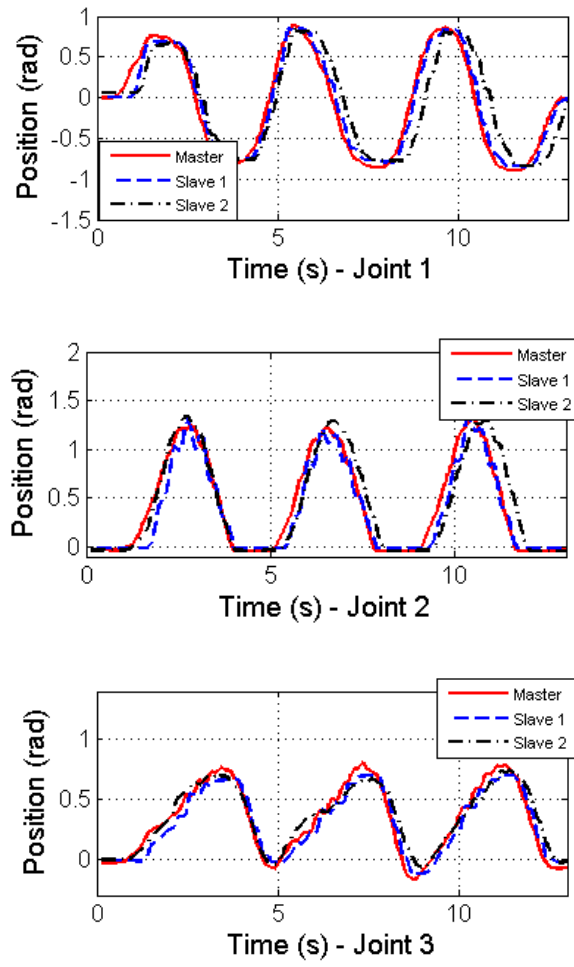 1
0.5
0
-0.5
-1
-1.5
Position (rad)
Master
Slave 1
Slave 2
0
5
10
Time (s) - Joint 1
2
1.5
1
0.5
0
Position (rad)
Master
Slave 1
Slave 2
0
5
10
Time (s) - Joint 2
1
0.5
0
Position (rad)
Master
Slave 1
Slave 2
0
5
10
Time (s) - Joint 3